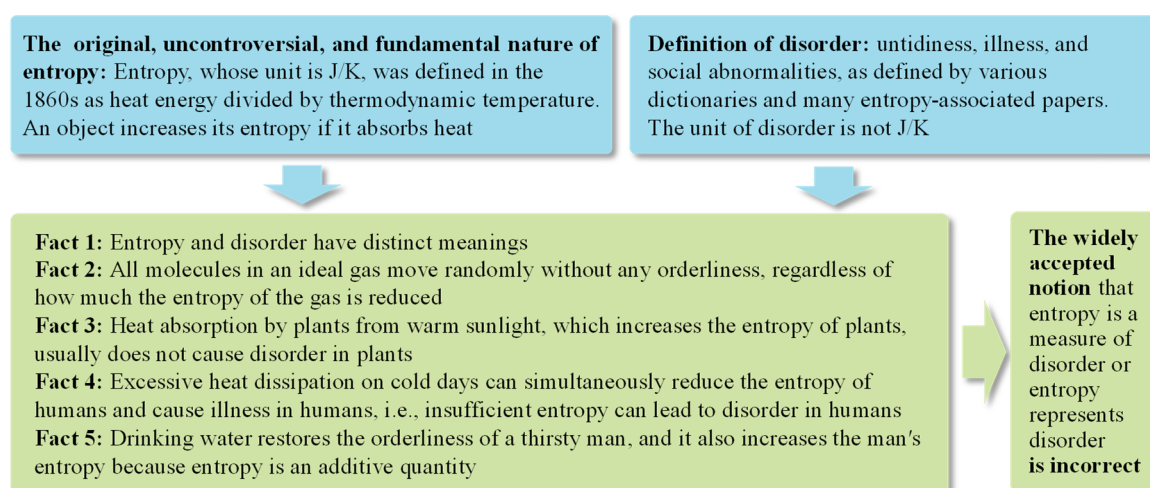 The original, uncontroversial, and fundamental nature of
entropy: Entropy, whose unit is J/K, was defined in the
1860s as heat energy divided by thermodynamic temperature.
An object increases its entropy if it absorbs heat
Definition of disorder: untidiness, illness, and
social abnormalities, as defined by various
dictionaries and many entropy-associated papers.
The unit of disorder is not J/K
Fact 1: Entropy and disorder have distinct meanings
Fact 2: All molecules in an ideal gas move randomly without any orderliness, regardless of
how much the entropy of the gas is reduced
Fact 3: Heat absorption by plants from warm sunlight, which increases the entropy of plants,
usually does not cause disorder in plants
Fact 4: Excessive heat dissipation on cold days can simultaneously reduce the entropy of
humans and cause illness in humans, i.e., insufficient entropy can lead to disorder in humans
Fact 5: Drinking water restores the orderliness of a thirsty man, and it also increases the man's
entropy because entropy is an additive quantity
The widely
accepted
notion that
entropy is a
measure of
disorder or
entropy
represents
disorder
is incorrect